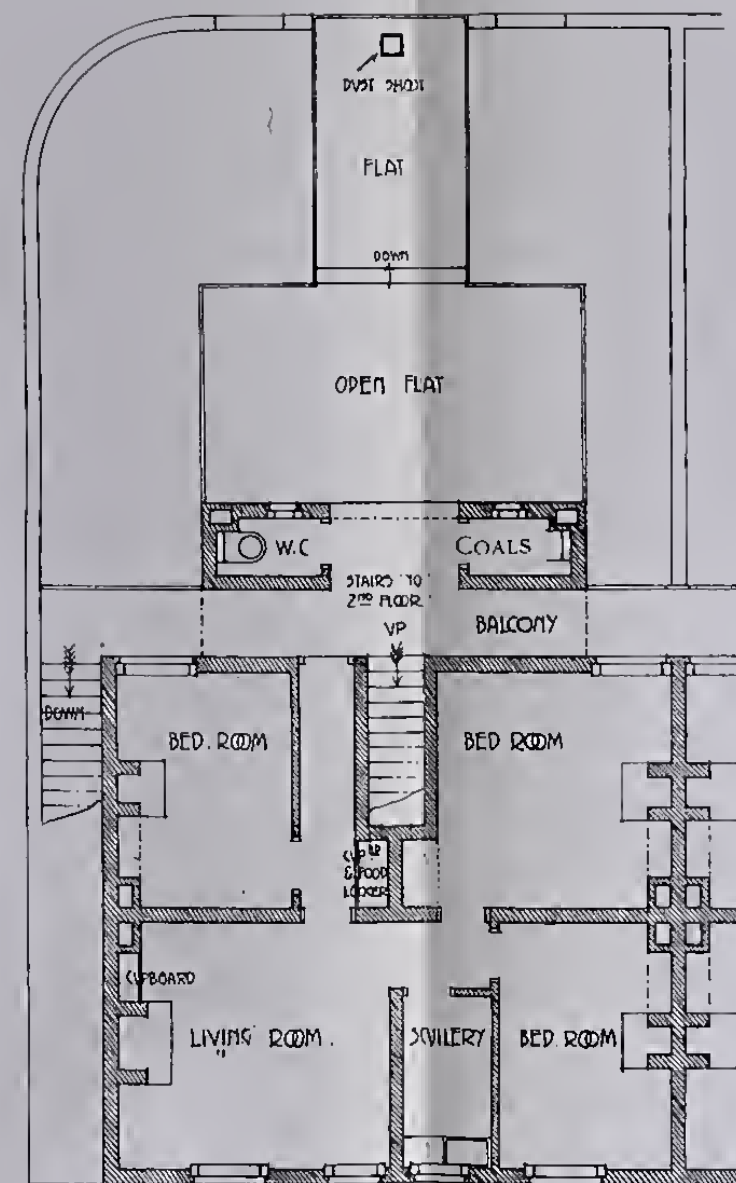 DUST SHOOT
FLAT
DOWN
OPEN FLAT
W.C
COALS
STAIRS TO
2ND FLOOR
UP
BALCONY
DOWN
BED. ROOM
BED ROOM
CUPBD
& FOOD
LOCKER
CUPBOARD
LIVING ROOM.
SCULLERY
BED. ROOM